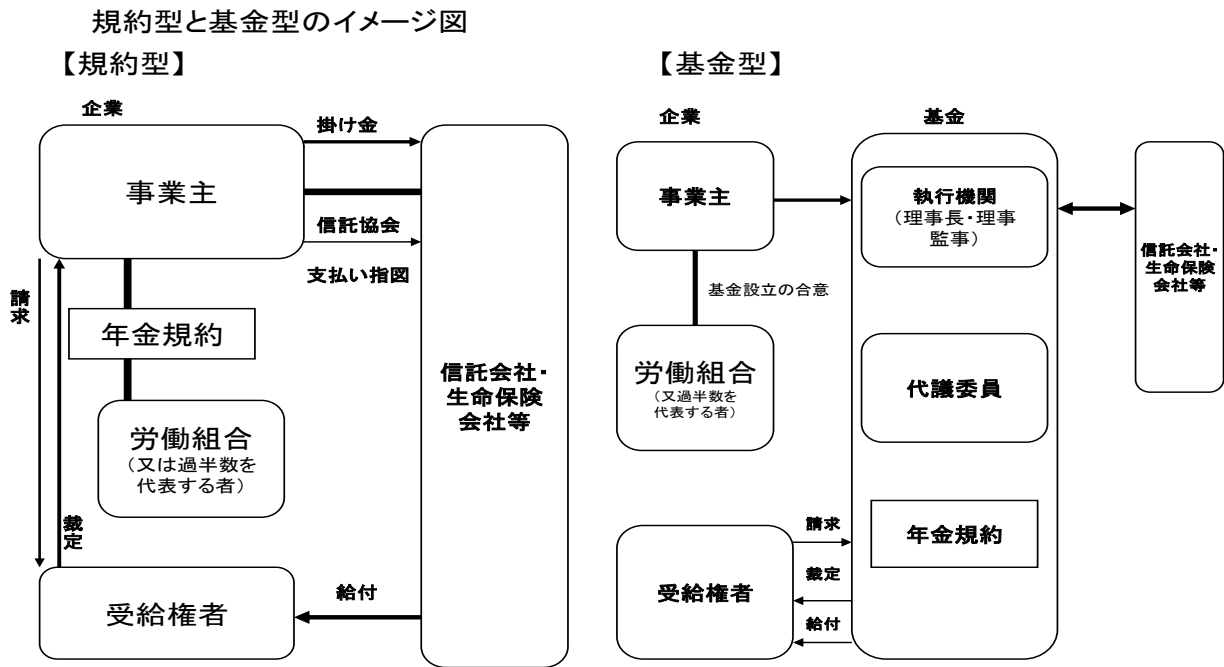 規約型と基金型のイメージ図
【規約型】
企業
事業主
掛け金
信託協会
支払い指図
請求
年金規約
労働組合
（又は過半数を
代表する者）
裁定
受給権者
給付
信託会社・
生命保険
会社等
【基金型】
企業
事業主
基金設立の合意
労働組合
（又過半数を
代表する者）
受給権者
請求
裁定
給付
基金
執行機関
（理事長・理事
監事）
代議委員
年金規約
信託会社・
生命保険
会社等